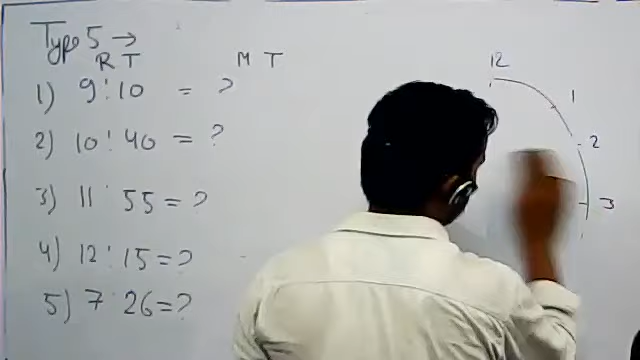 Type 5 →
R T M T
1) 9:10 = ?
2) 10:40 = ?
3) 11:55 = ?
4) 12:15 = ?
5) 7:26 = ?
12
1
2
3